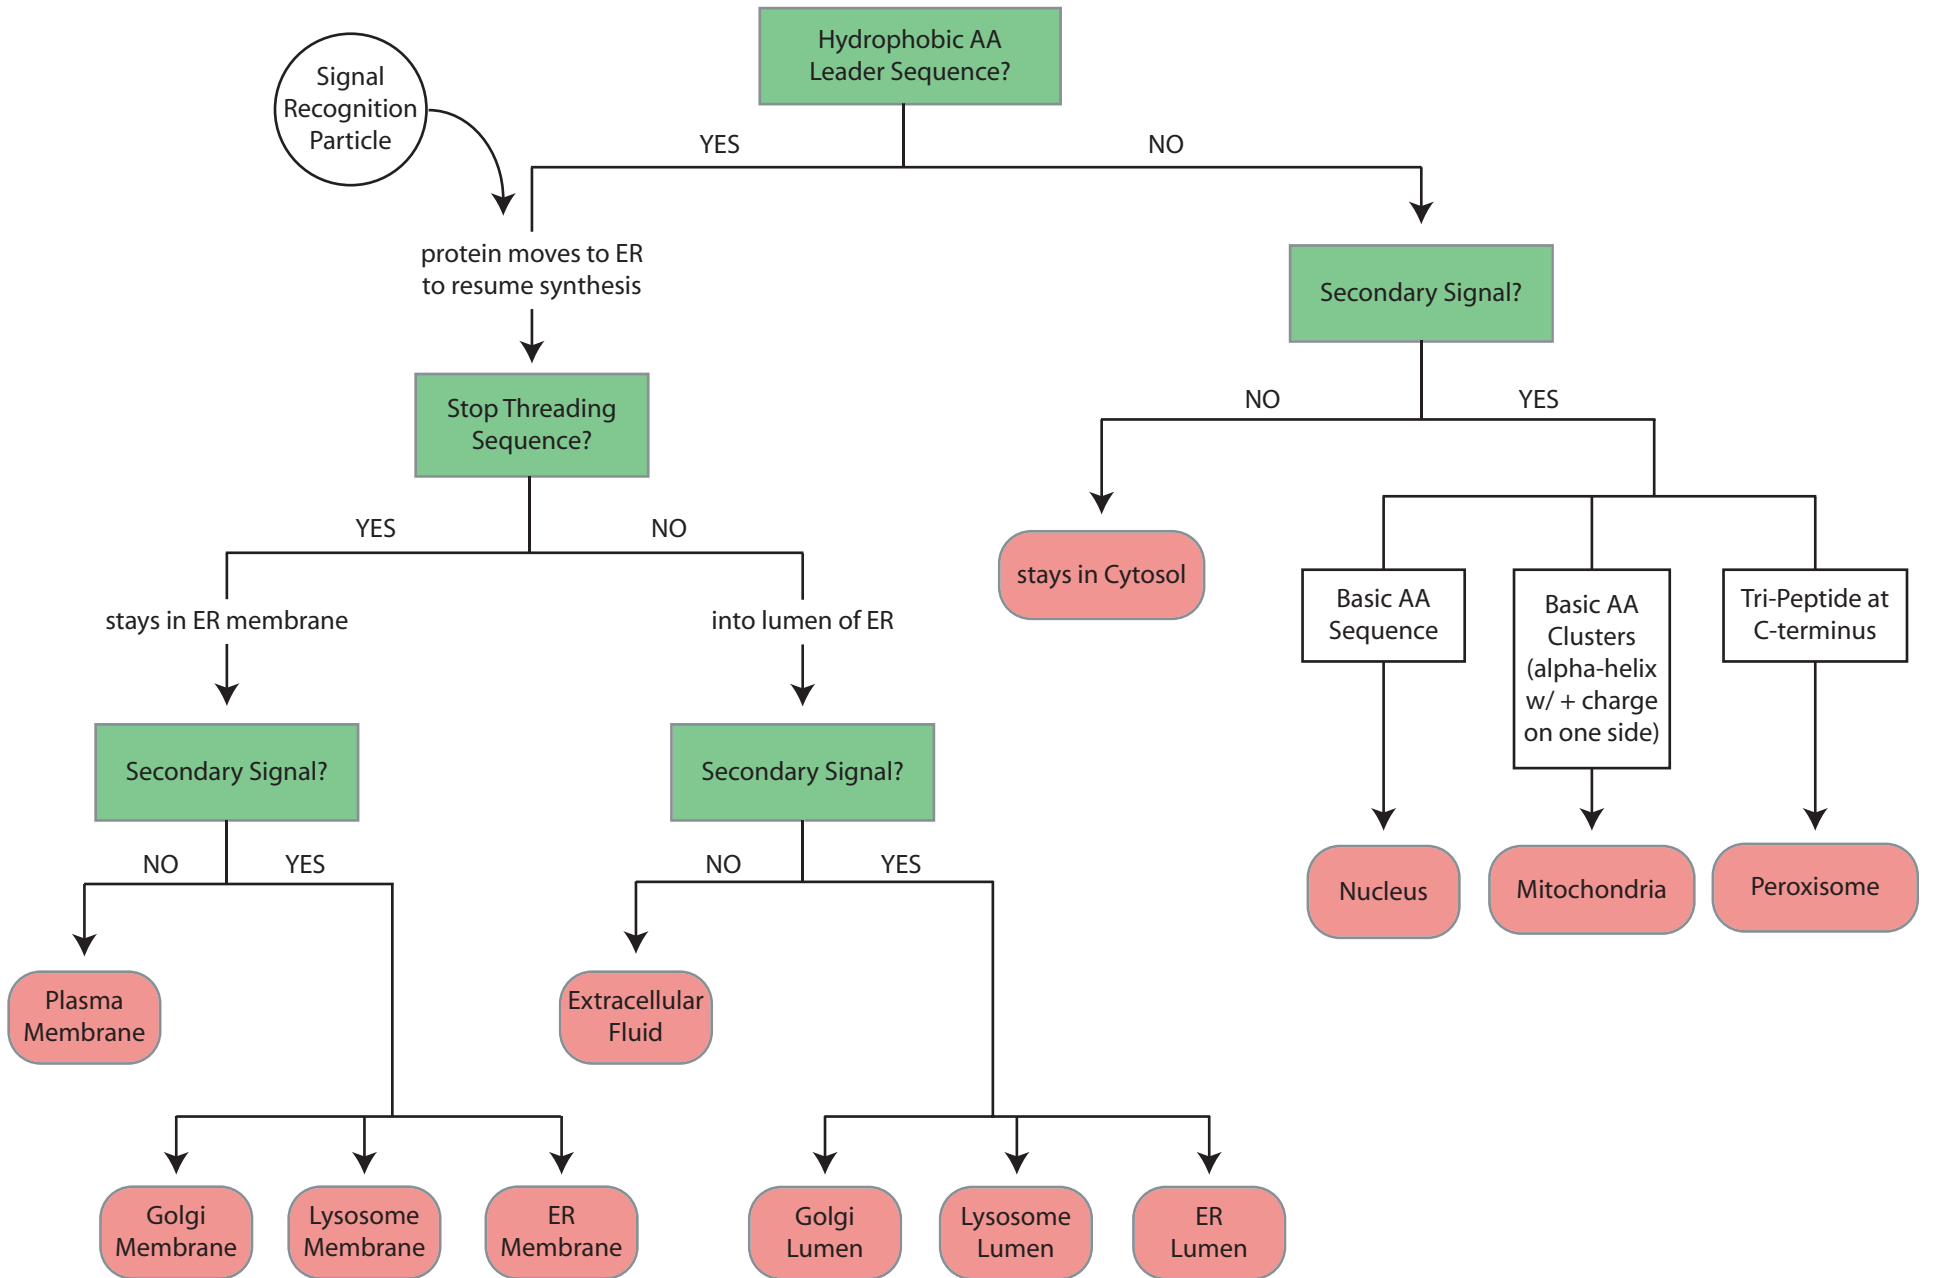 Hydrophobic AA
Leader Sequence?
Signal
Recognition
Particle
YES
NO
protein moves to ER
to resume synthesis
Secondary Signal?
Stop Threading
Sequence?
NO
YES
YES
NO
stays in Cytosol
Basic AA
Sequence
Basic AA
Clusters
(alpha-helix
w/ + charge
on one side)
Tri-Peptide at
C-terminus
stays in ER membrane
into lumen of ER
Secondary Signal?
Secondary Signal?
NO
YES
NO
YES
Nucleus
Mitochondria
Peroxisome
Plasma
Membrane
Extracellular
Fluid
Golgi
Membrane
Lysosome
Membrane
ER
Membrane
Golgi
Lumen
Lysosome
Lumen
ER
Lumen